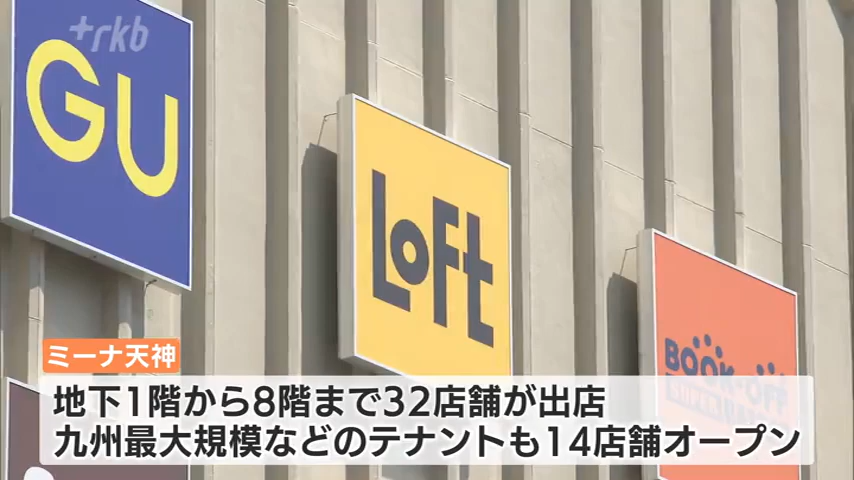 rkb
GU
LOFT
BOOK-OFF
SUPER
ミーナ天神
地下1階から8階まで32店舗が出店
九州最大規模などのテナントも14店舗オープン